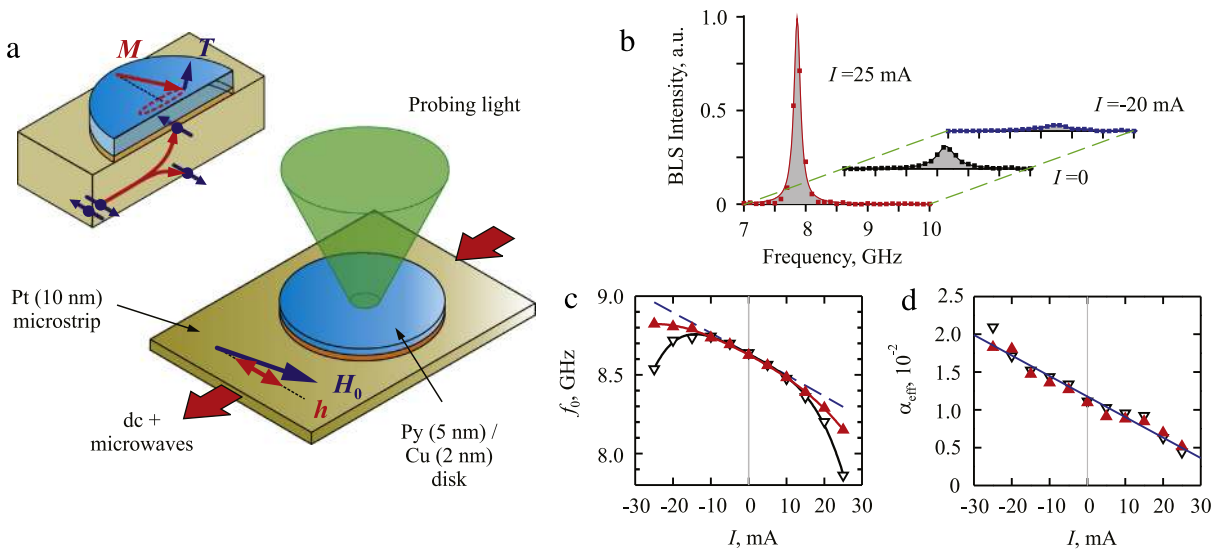 a
M
T
Probing light
Pt (10 nm)
microstrip
H0
h
dc +
microwaves
Py (5 nm) /
Cu (2 nm)
disk
b
BLS Intensity, a.u.
1.0
0.5
0
7 8 9 10
Frequency, GHz
I =25 mA
I =-20 mA
I =0
c
f0, GHz
9.0
8.5
8.0
-30 -20 -10 0 10 20 30
I, mA
d
αeff, 10-2
2.5
2.0
1.5
1.0
0.5
0
-30 -20 -10 0 10 20 30
I, mA